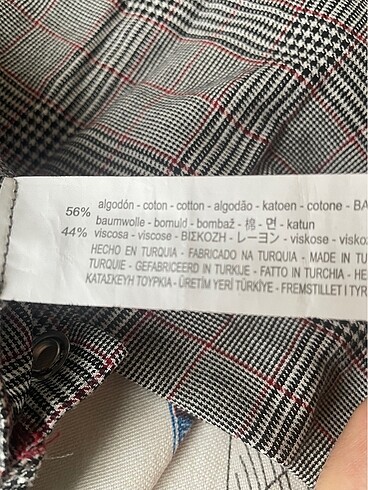 56% algodón - coton - cotton - algodão - katoen - cotone - BA
baumwolle - bomuld - bombaž - 棉 - 면 - katun
44% viscosa - viscose - ΒΙΣΚΟΖΗ - レーヨン - viskose - viskoz
HECHO EN TURQUIA - FABRICADO NA TURQUIA - MADE IN TU
TURQUIE - GEFABRICEERD IN TURKIJE - FATTO IN TURCHIA - HE
ΚΑΤΑΣΚΕΥΗ ΤΟΥΡΚΙΑ - ÜRETİM YERİ TÜRKİYE - FREMSTILLET I TYR